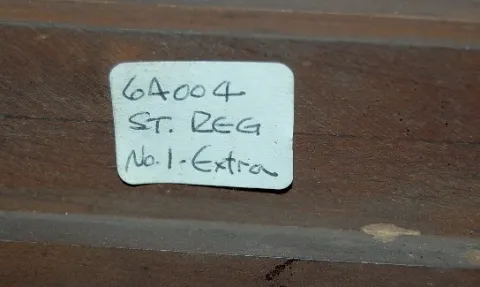 6A004
ST. REG
No. 1 - Extra